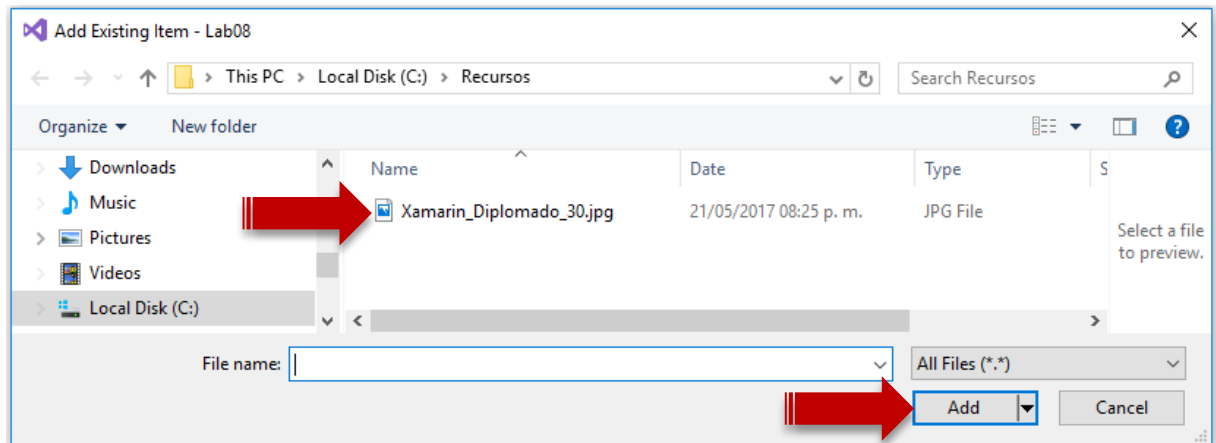 Add Existing Item - Lab08
This PC > Local Disk (C:) > Recursos
Search Recursos
Organize
New folder
?
Downloads
Music
Pictures
Videos
Local Disk (C:)
Name Date Type S
Xamarin_Diplomado_30.jpg 21/05/2017 08:25 p. m. JPG File
Select a file
to preview.
File name:
All Files (*.*)
Add
Cancel